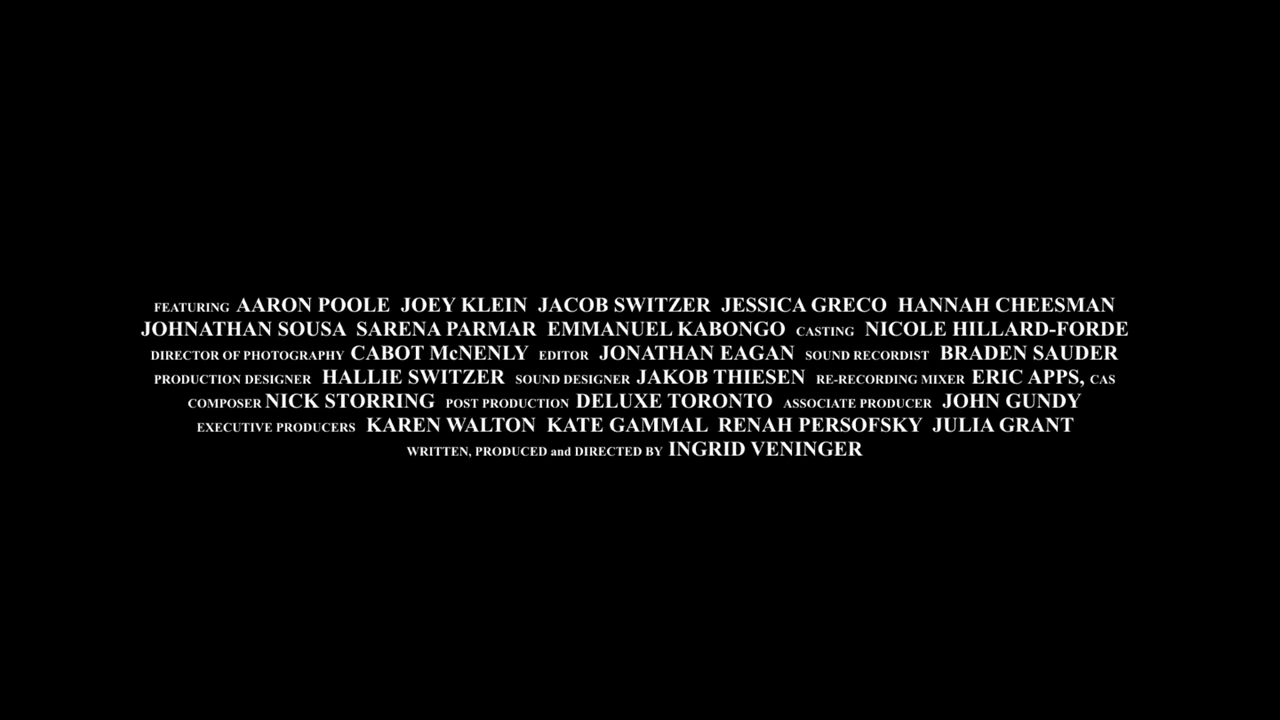 FEATURING AARON POOLE JOEY KLEIN JACOB SWITZER JESSICA GRECO HANNAH CHEESMAN
JOHNATHAN SOUSA SARENA PARMAR EMMANUEL KABONGO CASTING NICOLE HILLARD-FORDE
DIRECTOR OF PHOTOGRAPHY CABOT McNENLY EDITOR JONATHAN EAGAN SOUND RECORDIST BRADEN SAUDER
PRODUCTION DESIGNER HALLIE SWITZER SOUND DESIGNER JAKOB THIESEN RE-RECORDING MIXER ERIC APPS, CAS
COMPOSER NICK STORRING POST PRODUCTION DELUXE TORONTO ASSOCIATE PRODUCER JOHN GUNDY
EXECUTIVE PRODUCERS KAREN WALTON KATE GAMMAL RENAH PERSOFSKY JULIA GRANT
WRITTEN, PRODUCED and DIRECTED BY INGRID VENINGER